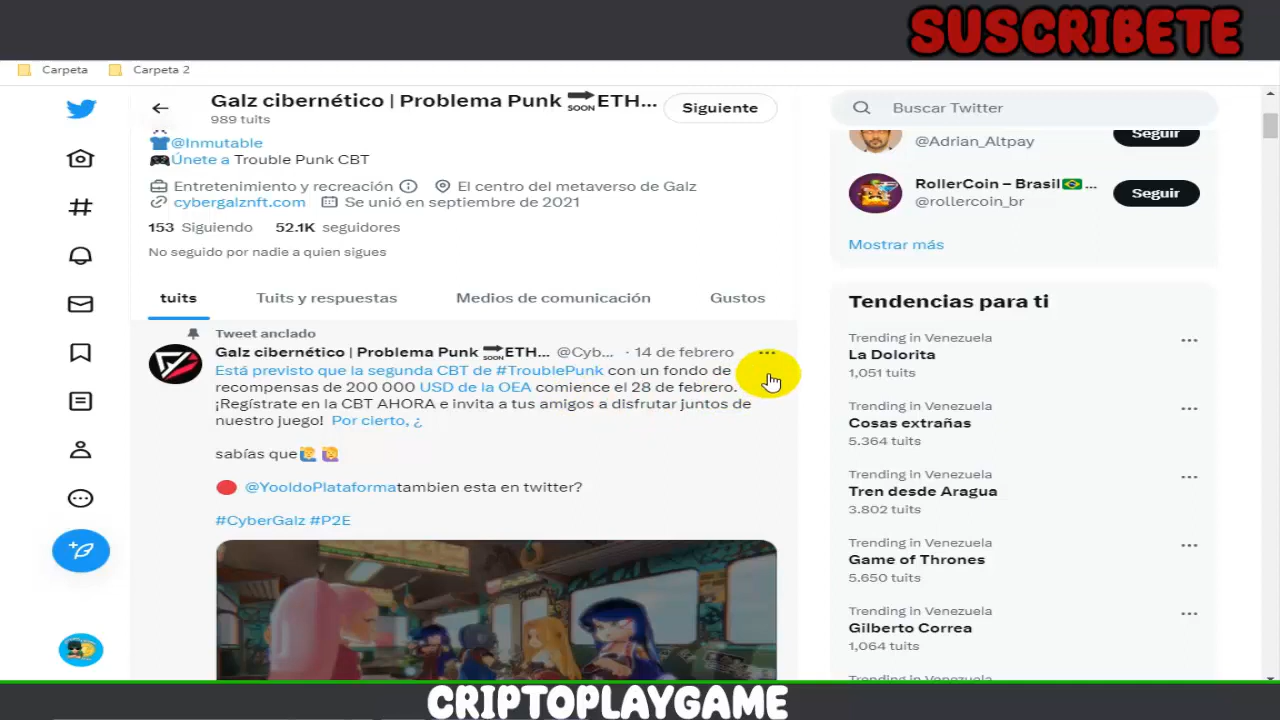 SUSCRIBETE
Carpeta
Carpeta 2
Galz cibernético | Problema Punk SOON ETH...
989 tuits
Siguiente
@Inmutable
Únete a Trouble Punk CBT
Entretenimiento y recreación
El centro del metaverso de Galz
cybergalznft.com
Se unió en septiembre de 2021
153 Siguiendo
52.1K seguidores
No seguido por nadie a quien sigues
tuits
Tuits y respuestas
Medios de comunicación
Gustos
Tweet anclado
Galz cibernético | Problema Punk SOON ETH... @Cyb... · 14 de febrero
Está previsto que la segunda CBT de #TroublePunk con un fondo de
recompensas de 200 000 USD de la OEA comience el 28 de febrero.
¡Regístrate en la CBT AHORA e invita a tus amigos a disfrutar juntos de
nuestro juego! Por cierto, ¿
sabías que
@YooldoPlataformatambien esta en twitter?
#CyberGalz #P2E
Buscar Twitter
@Adrian_Altpay
Seguir
RollerCoin – Brasil ...
@rollercoin_br
Seguir
Mostrar más
Tendencias para ti
Trending in Venezuela
La Dolorita
1,051 tuits
Trending in Venezuela
Cosas extrañas
5.364 tuits
Trending in Venezuela
Tren desde Aragua
3.802 tuits
Trending in Venezuela
Game of Thrones
5.650 tuits
Trending in Venezuela
Gilberto Correa
1,064 tuits
Trending in Venezuela
CRIPTOPLAYGAME